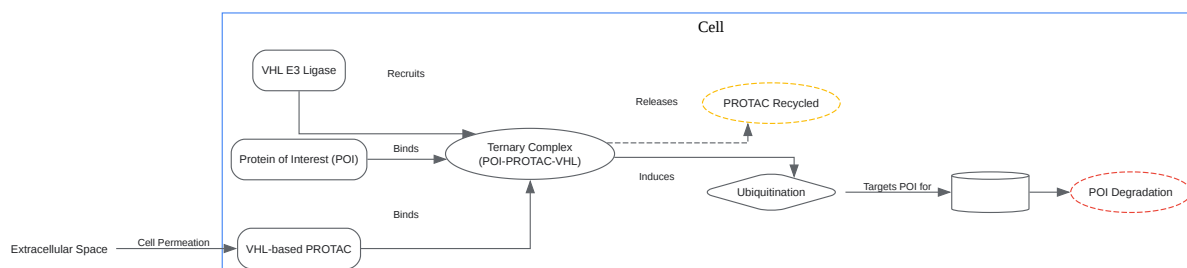 Cell
VHL E3 Ligase
Recruits
Releases
PROTAC Recycled
Protein of Interest (POI)
Binds
Ternary Complex
(POI-PROTAC-VHL)
Induces
Ubiquitination
Targets POI for
POI Degradation
Binds
Extracellular Space
Cell Permeation
VHL-based PROTAC